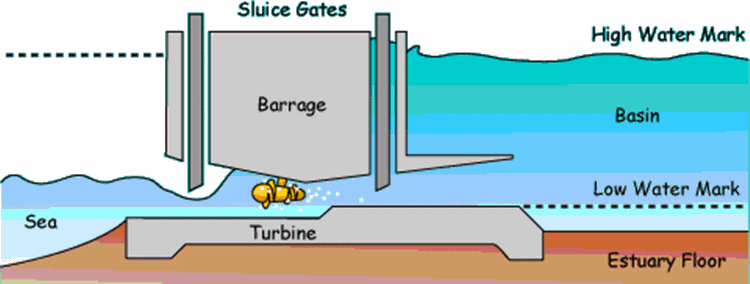 Sluice Gates
High Water Mark
Barrage
Basin
Low Water Mark
Sea
Turbine
Estuary Floor